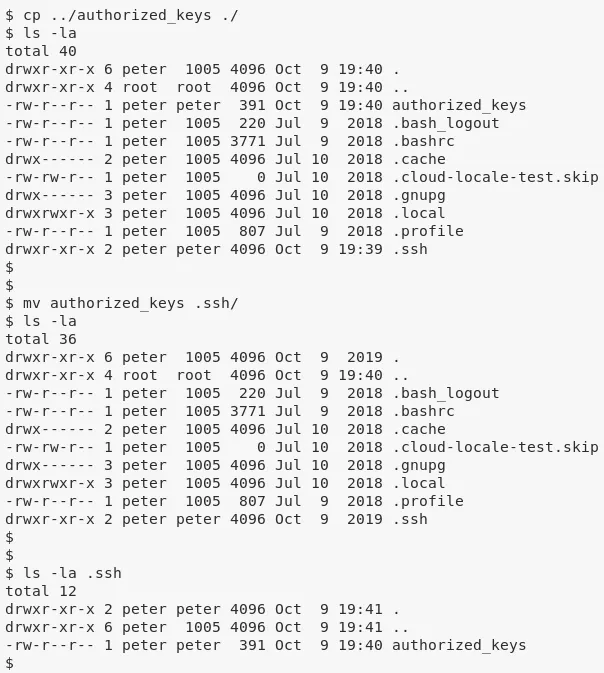 $ cp ../authorized_keys ./
$ ls -la
total 40
drwxr-xr-x 6 peter  1005 4096 Oct  9 19:40 .
drwxr-xr-x 4 root  root  4096 Oct  9 19:40 ..
-rw-r--r-- 1 peter peter  391 Oct  9 19:40 authorized_keys
-rw-r--r-- 1 peter  1005  220 Jul  9  2018 .bash_logout
-rw-r--r-- 1 peter  1005 3771 Jul  9  2018 .bashrc
drwx------ 2 peter  1005 4096 Jul 10  2018 .cache
-rw-rw-r-- 1 peter  1005    0 Jul 10  2018 .cloud-locale-test.skip
drwx------ 3 peter  1005 4096 Jul 10  2018 .gnupg
drwxrwxr-x 3 peter  1005 4096 Jul 10  2018 .local
-rw-r--r-- 1 peter  1005  807 Jul  9  2018 .profile
drwxr-xr-x 2 peter peter 4096 Oct  9 19:39 .ssh
$
$
$ mv authorized_keys .ssh/
$ ls -la
total 36
drwxr-xr-x 6 peter  1005 4096 Oct  9  2019 .
drwxr-xr-x 4 root  root  4096 Oct  9 19:40 ..
-rw-r--r-- 1 peter  1005  220 Jul  9  2018 .bash_logout
-rw-r--r-- 1 peter  1005 3771 Jul  9  2018 .bashrc
drwx------ 2 peter  1005 4096 Jul 10  2018 .cache
-rw-rw-r-- 1 peter  1005    0 Jul 10  2018 .cloud-locale-test.skip
drwx------ 3 peter  1005 4096 Jul 10  2018 .gnupg
drwxrwxr-x 3 peter  1005 4096 Jul 10  2018 .local
-rw-r--r-- 1 peter  1005  807 Jul  9  2018 .profile
drwxr-xr-x 2 peter peter 4096 Oct  9  2019 .ssh
$
$
$ ls -la .ssh
total 12
drwxr-xr-x 2 peter peter 4096 Oct  9 19:41 .
drwxr-xr-x 6 peter  1005 4096 Oct  9 19:41 ..
-rw-r--r-- 1 peter peter  391 Oct  9 19:40 authorized_keys
$